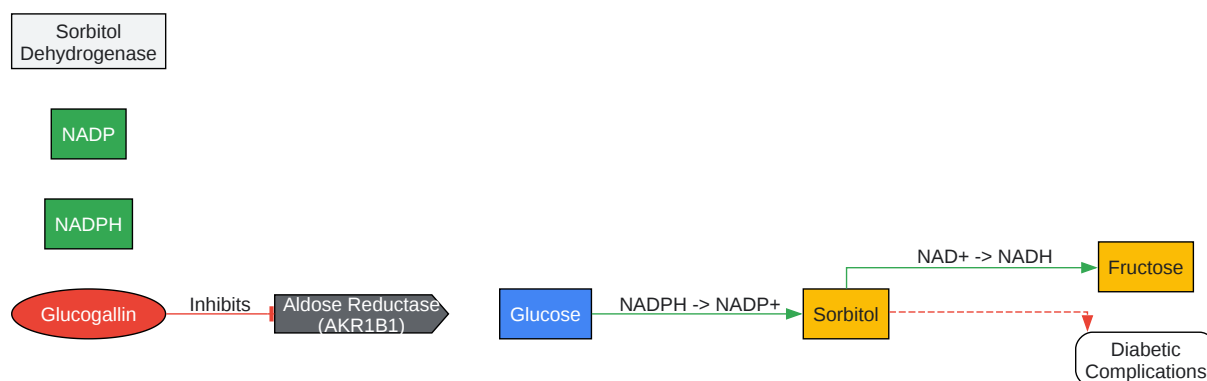 Sorbitol
Dehydrogenase
NADP
NADPH
NAD+ -> NADH
Fructose
Glucogallin
Inhibits
Aldose Reductase
(AKR1B1)
Glucose
NADPH -> NADP+
Sorbitol
Diabetic
Complications